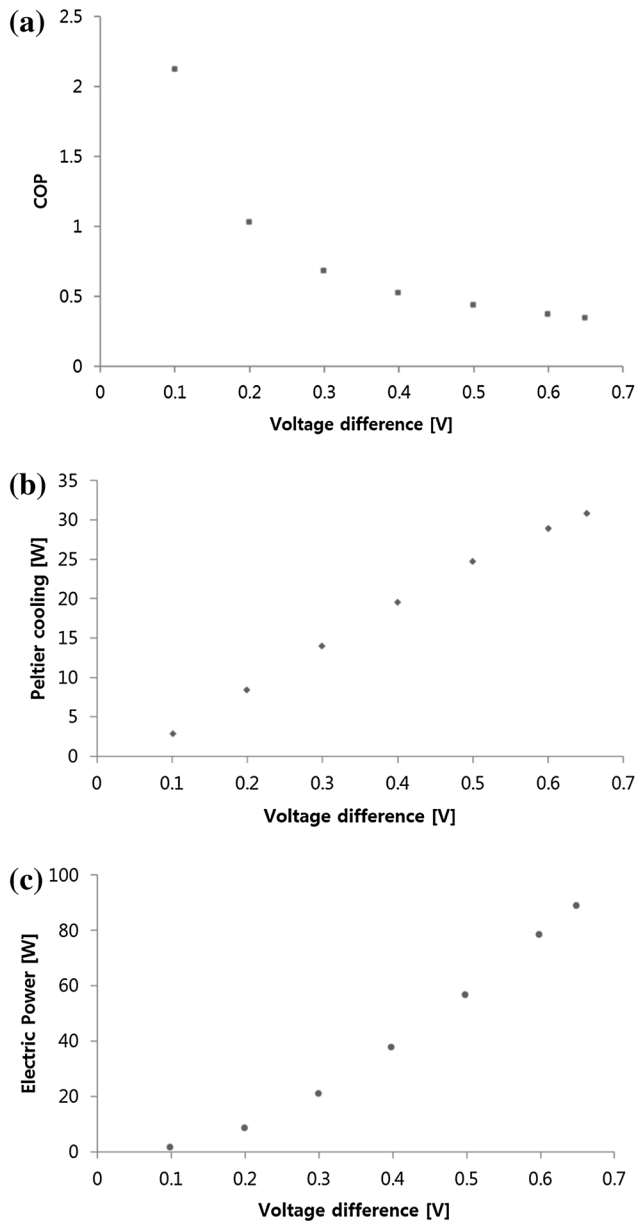 (a)
2.5
2
1.5
1
0.5
0
COP
0 0.1 0.2 0.3 0.4 0.5 0.6 0.7
Voltage difference [V]
(b)
35
30
25
20
15
10
5
0
Peltier cooling [W]
0 0.1 0.2 0.3 0.4 0.5 0.6 0.7
Voltage difference [V]
(c)
100
80
60
40
20
0
Electric Power [W]
0 0.1 0.2 0.3 0.4 0.5 0.6 0.7
Voltage difference [V]